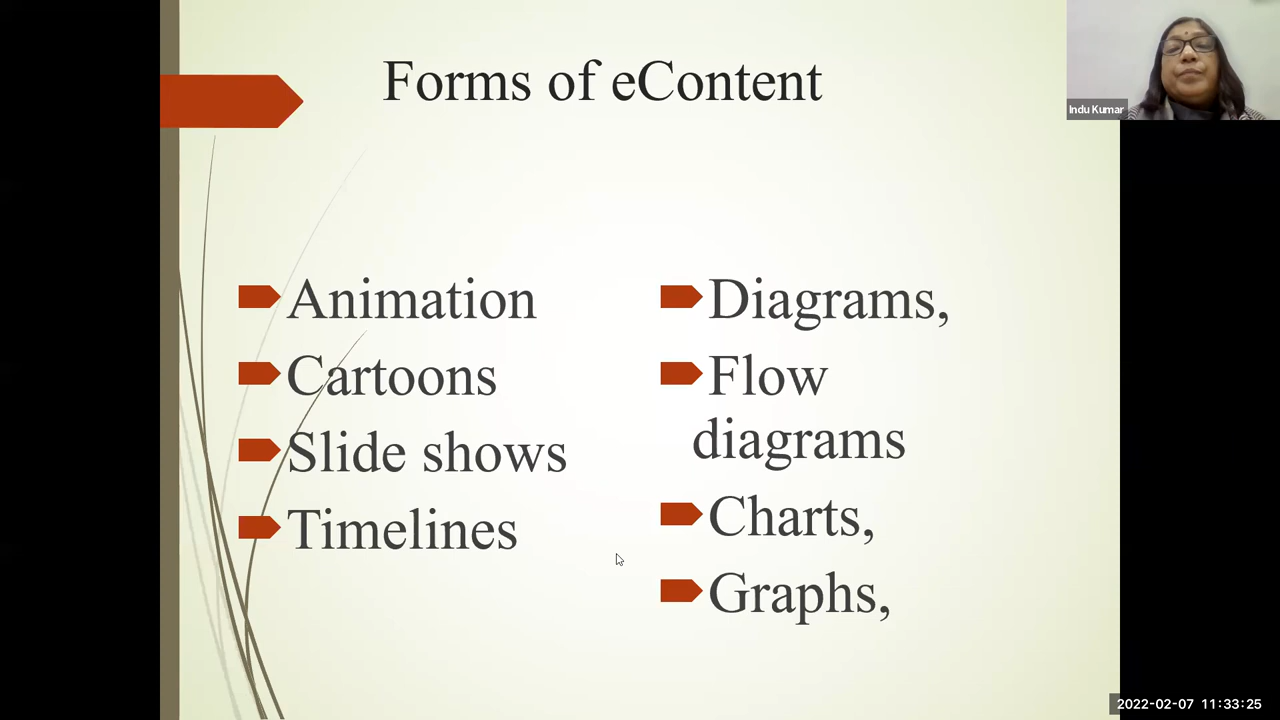 Forms of eContent
Animation
Cartoons
Slide shows
Timelines
Diagrams,
Flow
diagrams
Charts,
Graphs,
Indu Kumar
2022-02-07 11:33:25